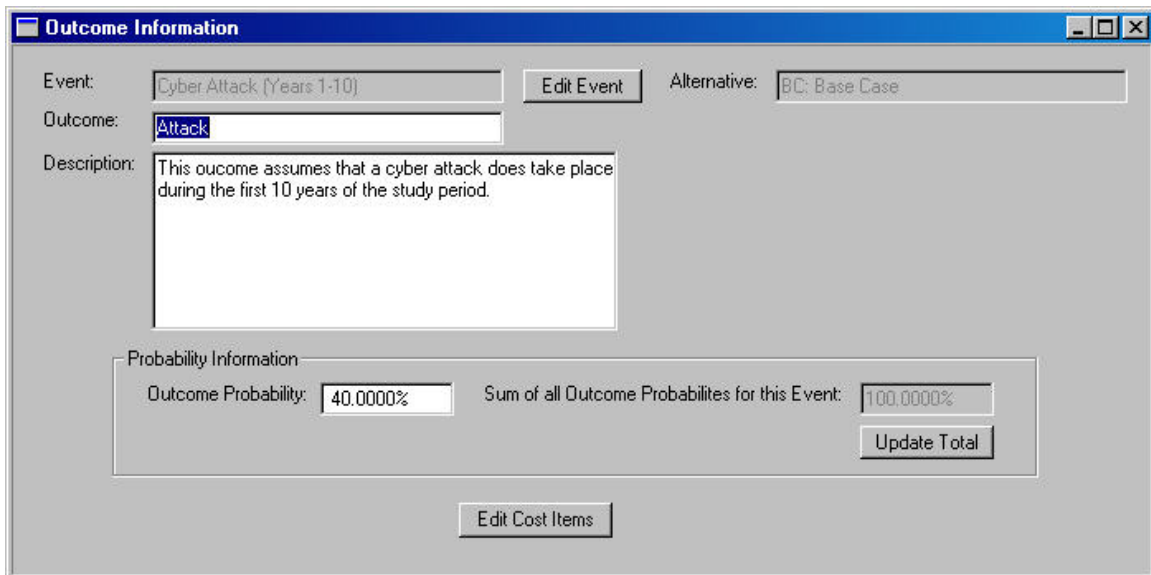 Outcome Information
Event: Cyber Attack (Years 1-10) Edit Event Alternative: BC: Base Case
Outcome: Attack
Description: This oucome assumes that a cyber attack does take place
during the first 10 years of the study period.
Probability Information
Outcome Probability: 40.0000% Sum of all Outcome Probabilites for this Event: 100.0000%
Update Total
Edit Cost Items